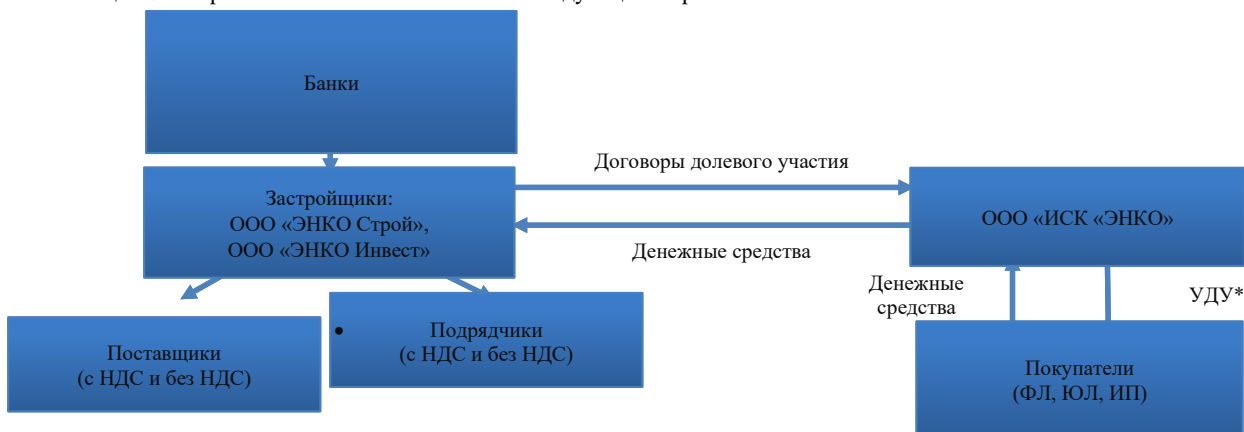 Банки
Договоры долевого участия
Застройщики:
ООО «ЭНКО Строй»,
ООО «ЭНКО Инвест»
ООО «ИСК «ЭНКО»
Денежные средства
Денежные
средства
УДУ*
Поставщики
(с НДС и без НДС)
• Подрядчики
(с НДС и без НДС)
Покупатели
(ФЛ, ЮЛ, ИП)